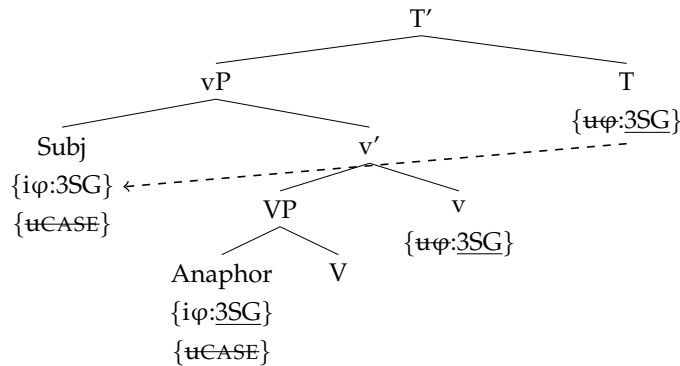 T’
vP T
{uφ:3SG}
Subj v’
{iφ:3SG}
{uCASE}
VP v
{uφ:3SG}
Anaphor V
{iφ:3SG}
{uCASE}